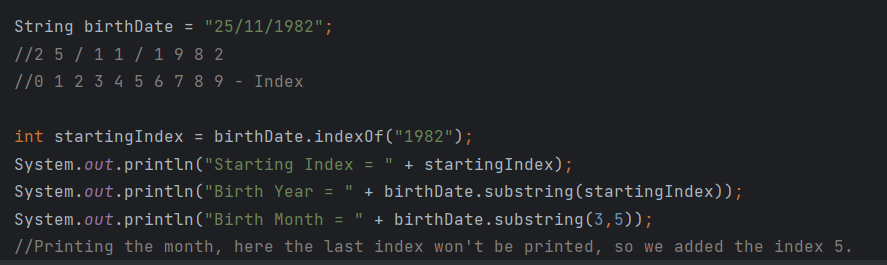 String birthDate = "25/11/1982";
//2 5 / 1 1 / 1 9 8 2
//0 1 2 3 4 5 6 7 8 9 - Index
int startingIndex = birthDate.indexOf("1982");
System.out.println("Starting Index = " + startingIndex);
System.out.println("Birth Year = " + birthDate.substring(startingIndex));
System.out.println("Birth Month = " + birthDate.substring(3,5));
//Printing the month, here the last index won't be printed, so we added the index 5.